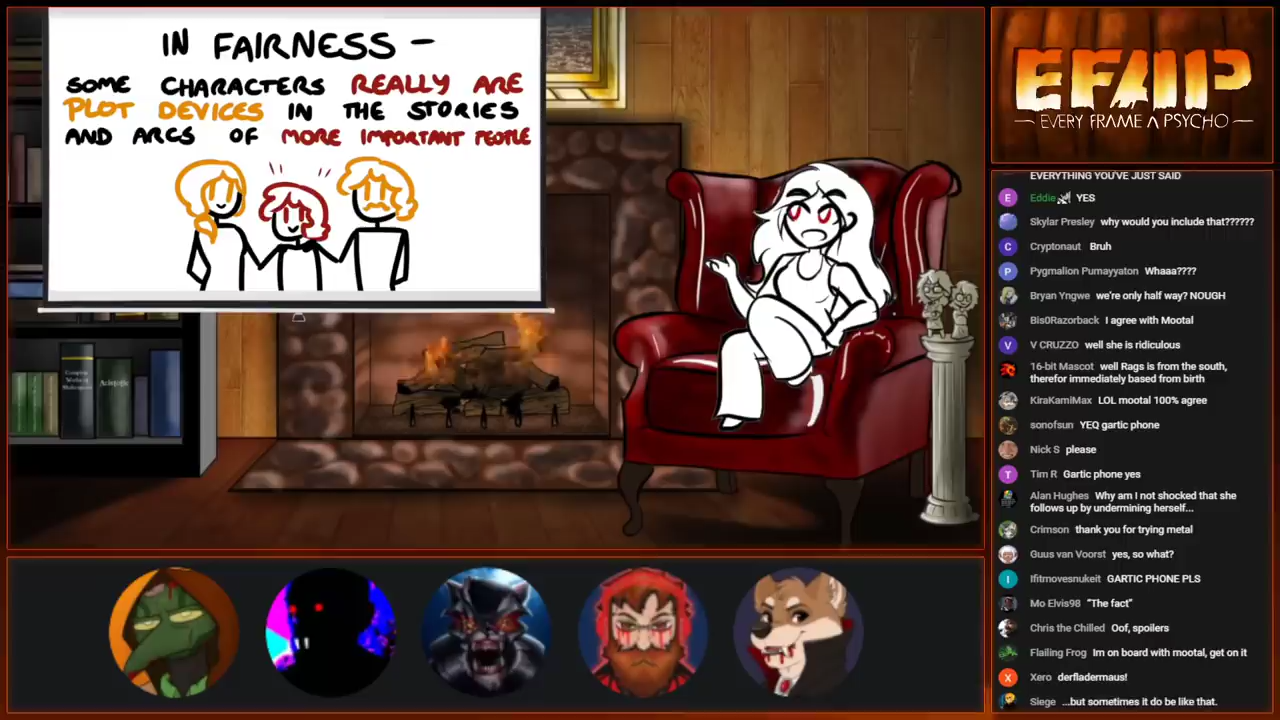 IN FAIRNESS -
SOME CHARACTERS REALLY ARE
PLOT DEVICES IN THE STORIES
AND ARCS OF MORE IMPORTANT PEOPLE
Complete
Works of
Shakespeare
Aristotle
EFAP
EVERY FRAME A PSYCHO
EVERYTHING YOU'VE JUST SAID
E Eddie YES
Skylar Presley why would you include that??????
C Cryptonaut Bruh
P Pygmalion Pumayyaton Whaaa????
Bryan Yngwe we're only half way? NOUGH
Bis0Razorback I agree with Mootal
V V CRUZZO well she is ridiculous
16-bit Mascot well Rags is from the south,
therefor immediately based from birth
KiraKamiMax LOL mootal 100% agree
sonofsun YEQ gartic phone
Nick S please
T Tim R Gartic phone yes
Alan Hughes Why am I not shocked that she
follows up by undermining herself...
Crimson thank you for trying metal
Guus van Voorst yes, so what?
I Ifitmovesnukeit GARTIC PHONE PLS
Mo Elvis98 “The fact”
Chris the Chilled Oof, spoilers
Flailing Frog Im on board with mootal, get on it
X Xero derfladermaus!
Siege ...but sometimes it do be like that.